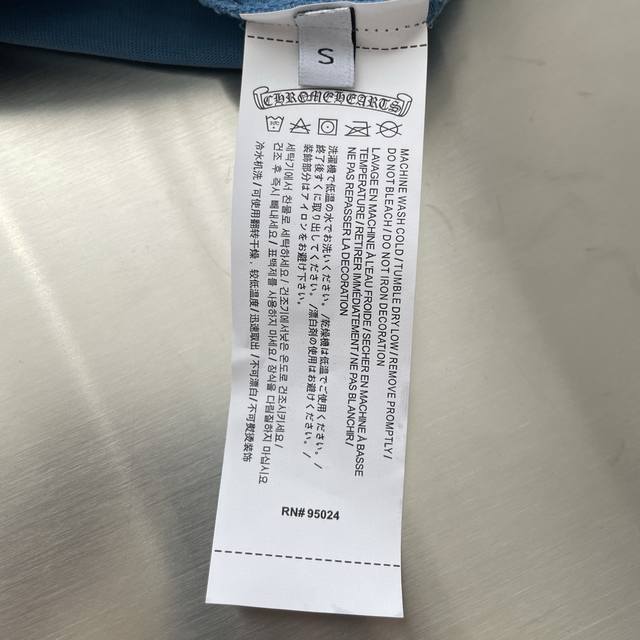 S
CHROMEHEARTS
MACHINE WASH COLD / TUMBLE DRY LOW / REMOVE PROMPTLY /
DO NOT BLEACH / DO NOT IRON DECORATION
LAVAGE EN MACHINE À L'EAU FROIDE / SECHER EN MACHINE À BASSE
TEMPERATURE / RETIRER IMMÉDIATEMENT / NE PAS BLANCHIR /
NE PAS REPASSER LA DECORATION
洗濯機で低温の水でお洗いください。/乾燥機は低温でご使用ください。/
終了後すぐに取り出してください。/漂白剤の使用はお避けください。/
装飾部分はアイロンをお避け下さい。
세탁기에서 찬물로 세탁하세요 / 건조기에서낮은 온도로 건조시키세요 /
건조 후 즉시 빼내세요 / 표백제를 사용하지 마세요 / 장식을 다림질하지 마십시요
冷水机洗 / 可使用翻转干燥、较低温度 / 迅速取出 / 不可漂白 / 不可熨烫装饰
RN# 95024